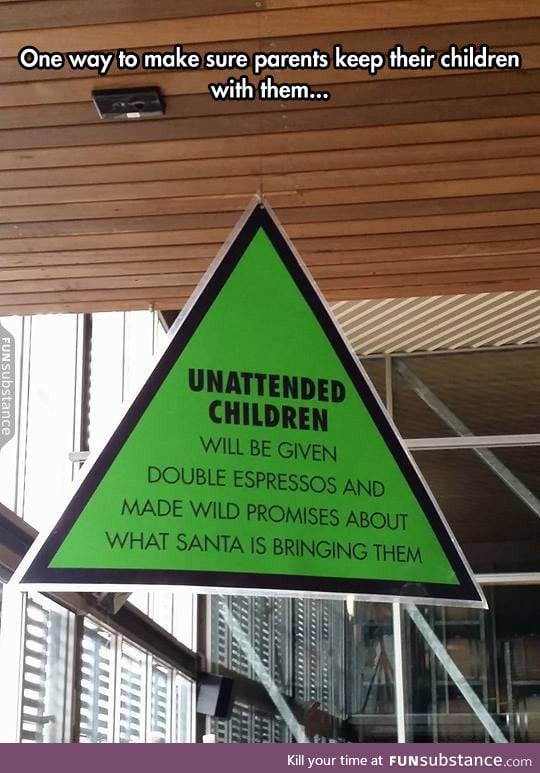 One way to make sure parents keep their children
with them...
UNATTENDED
CHILDREN
WILL BE GIVEN
DOUBLE ESPRESSOS AND
MADE WILD PROMISES ABOUT
WHAT SANTA IS BRINGING THEM
FUNsubstance
Kill your time at FUNsubstance.com